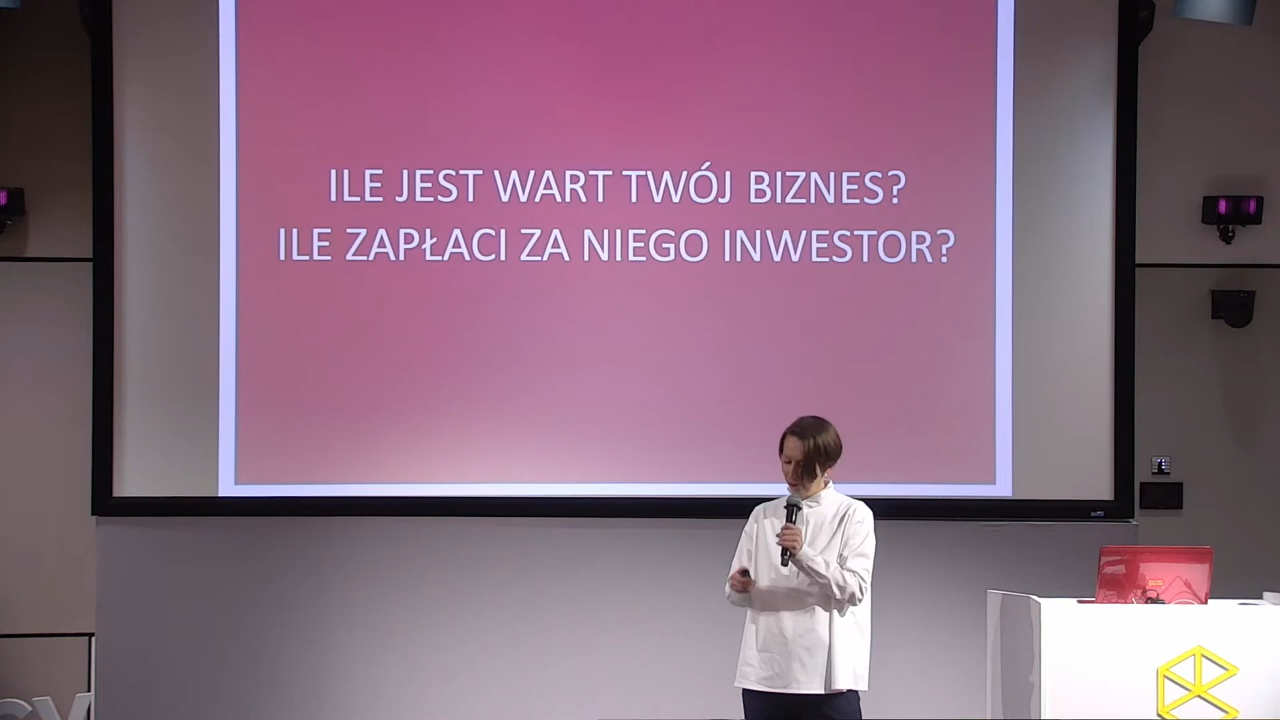 ILE JEST WART TWÓJ BIZNES?
ILE ZAPŁACI ZA NIEGO INWESTOR?